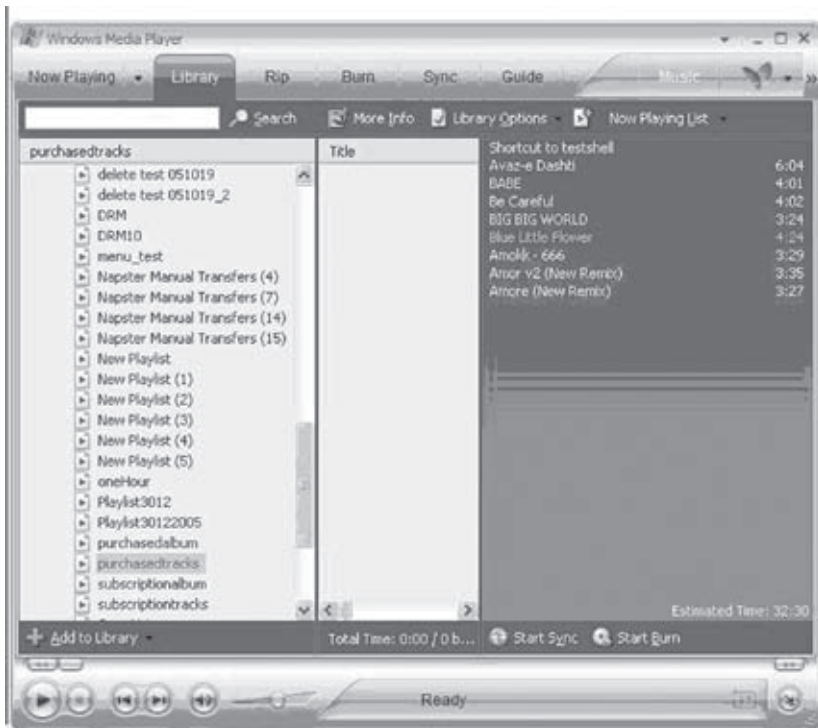 Windows Media Player
Now Playing Library Rip Burn Sync Guide Music
Search More Info Library Options Now Playing List
purchasedtracks
delete test 051019
delete test 051019_2
DRM
DRM10
menu_test
Napster Manual Transfers (4)
Napster Manual Transfers (7)
Napster Manual Transfers (14)
Napster Manual Transfers (15)
New Playlist
New Playlist (1)
New Playlist (2)
New Playlist (3)
New Playlist (4)
New Playlist (5)
oneHour
Playlist3012
Playlist30122005
purchasedalbum
purchasedtracks
subscriptionalbum
subscriptiontracks
Title
Shortcut to testshell
Avaz-e Dashti 6:04
BABE 4:01
Be Careful 4:02
BIG BIG WORLD 3:24
Blue Little Flower 4:24
Amokk - 666 3:29
Amor v2 (New Remix) 3:35
Amore (New Remix) 3:27
Estimated Time: 32:30
Add to Library Total Time: 0:00 / 0 b... Start Sync Start Burn
Ready